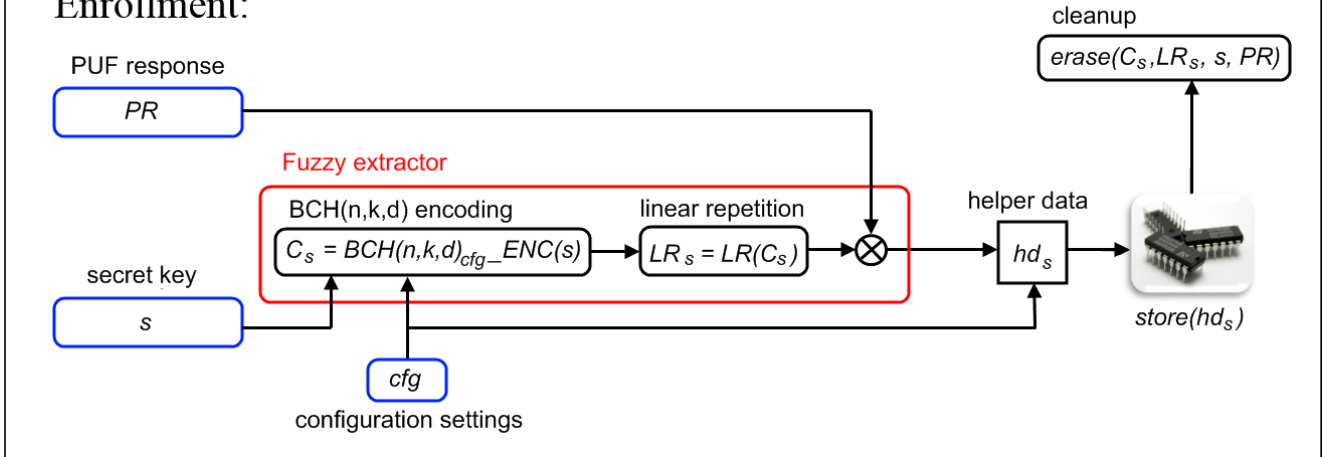 Enrollment:
cleanup
erase(Cs,LRs, s, PR)
PUF response
PR
Fuzzy extractor
BCH(n,k,d) encoding
linear repetition
helper data
Cs = BCH(n,k,d)cfg_ENC(s)
LRs = LR(Cs)
hds
secret key
s
store(hds)
cfg
configuration settings